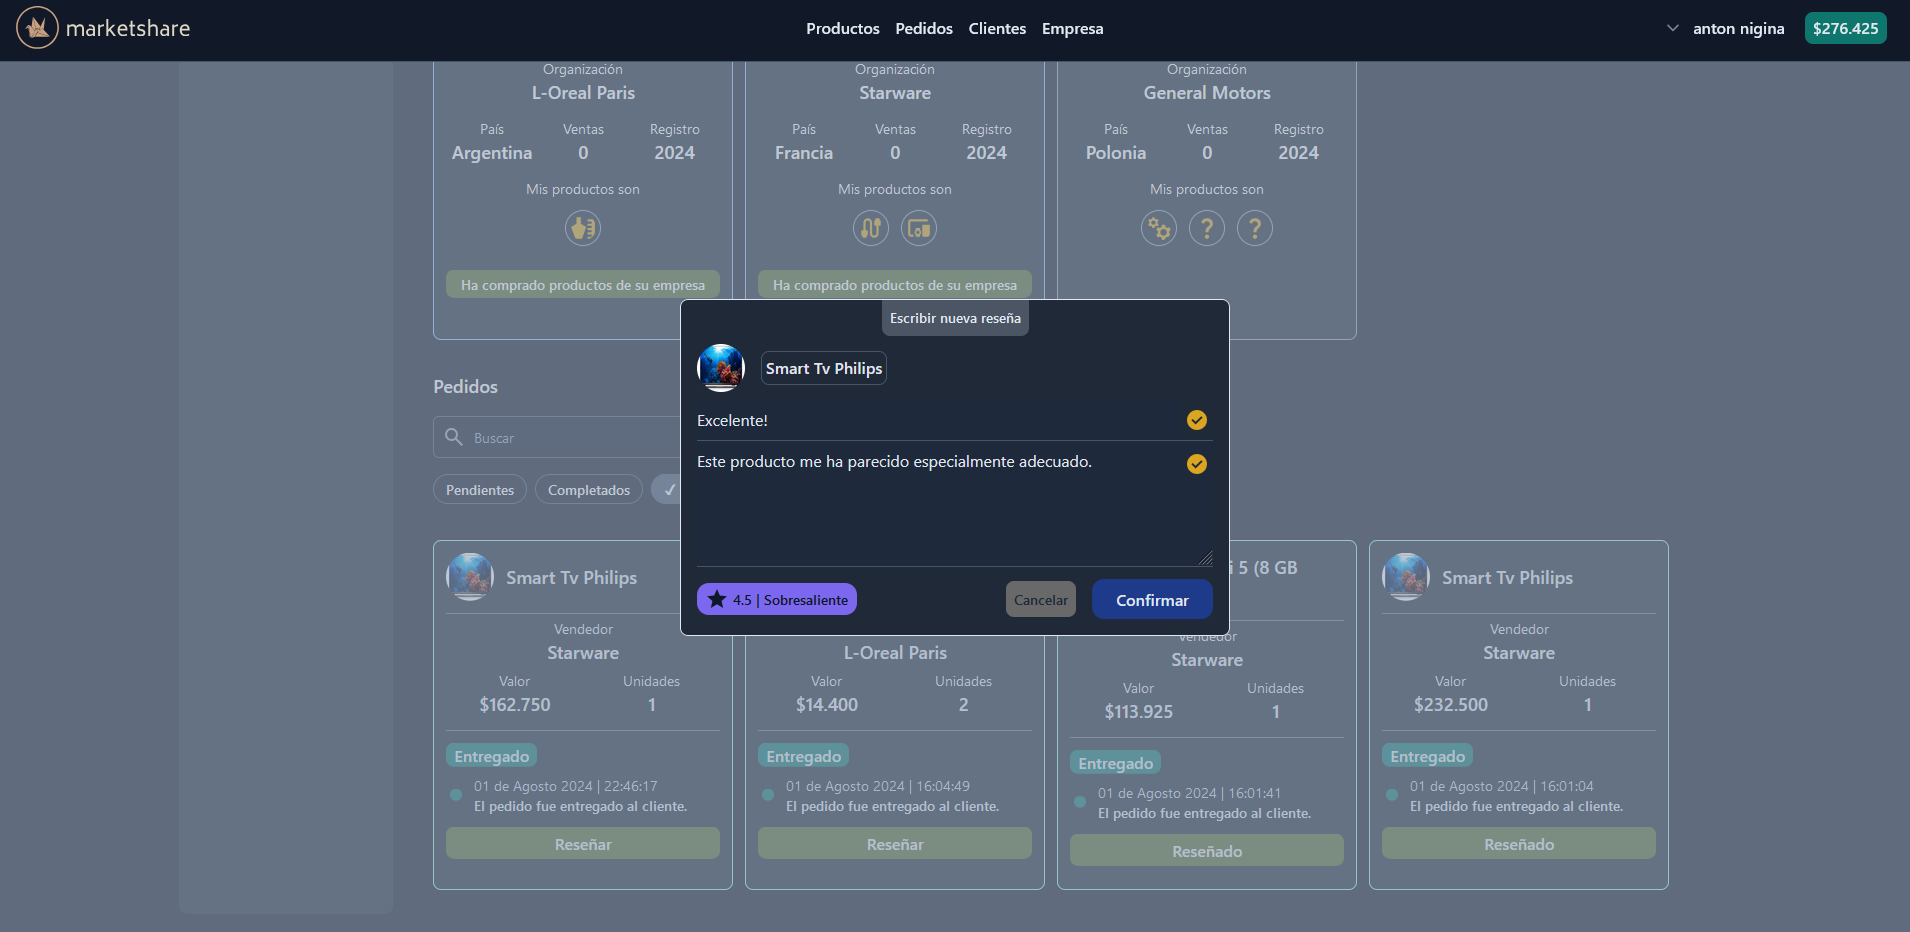 marketshare
Productos Pedidos Clientes Empresa
anton nigina
$276.425
Organización
L-Oreal Paris
País Ventas Registro
Argentina 0 2024
Mis productos son
Ha comprado productos de su empresa
Organización
Starware
País Ventas Registro
Francia 0 2024
Mis productos son
Ha comprado productos de su empresa
Organización
General Motors
País Ventas Registro
Polonia 0 2024
Mis productos son
? ?
Escribir nueva reseña
Smart Tv Philips
Excelente!
Este producto me ha parecido especialmente adecuado.
4.5 | Sobresaliente
Cancelar
Confirmar
Pedidos
Buscar
Pendientes
Completados
Smart Tv Philips
Vendedor
Starware
Valor Unidades
$162.750 1
Entregado
01 de Agosto 2024 | 22:46:17
El pedido fue entregado al cliente.
Reseñar
L-Oreal Paris
Valor Unidades
$14.400 2
Entregado
01 de Agosto 2024 | 16:04:49
El pedido fue entregado al cliente.
Reseñar
i 5 (8 GB
Vendedor
Starware
Valor Unidades
$113.925 1
Entregado
01 de Agosto 2024 | 16:01:41
El pedido fue entregado al cliente.
Reseñado
Smart Tv Philips
Vendedor
Starware
Valor Unidades
$232.500 1
Entregado
01 de Agosto 2024 | 16:01:04
El pedido fue entregado al cliente.
Reseñado